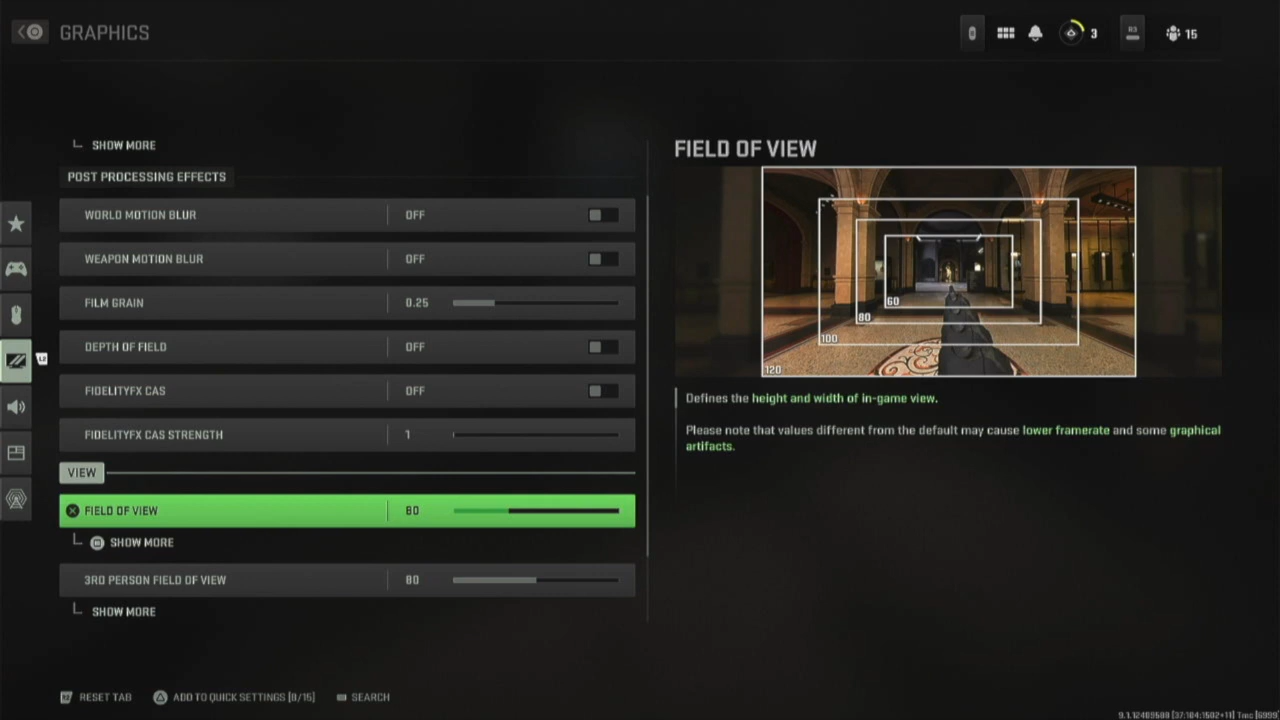 GRAPHICS
3
R3
15
SHOW MORE
POST PROCESSING EFFECTS
WORLD MOTION BLUR OFF
WEAPON MOTION BLUR OFF
FILM GRAIN 0.25
DEPTH OF FIELD OFF
FIDELITYFX CAS OFF
FIDELITYFX CAS STRENGTH 1
VIEW
FIELD OF VIEW 80
SHOW MORE
3RD PERSON FIELD OF VIEW 80
SHOW MORE
L2
FIELD OF VIEW
60
80
100
120
Defines the height and width of in-game view.
Please note that values different from the default may cause lower framerate and some graphical
artifacts.
RESET TAB
ADD TO QUICK SETTINGS [8/15]
SEARCH